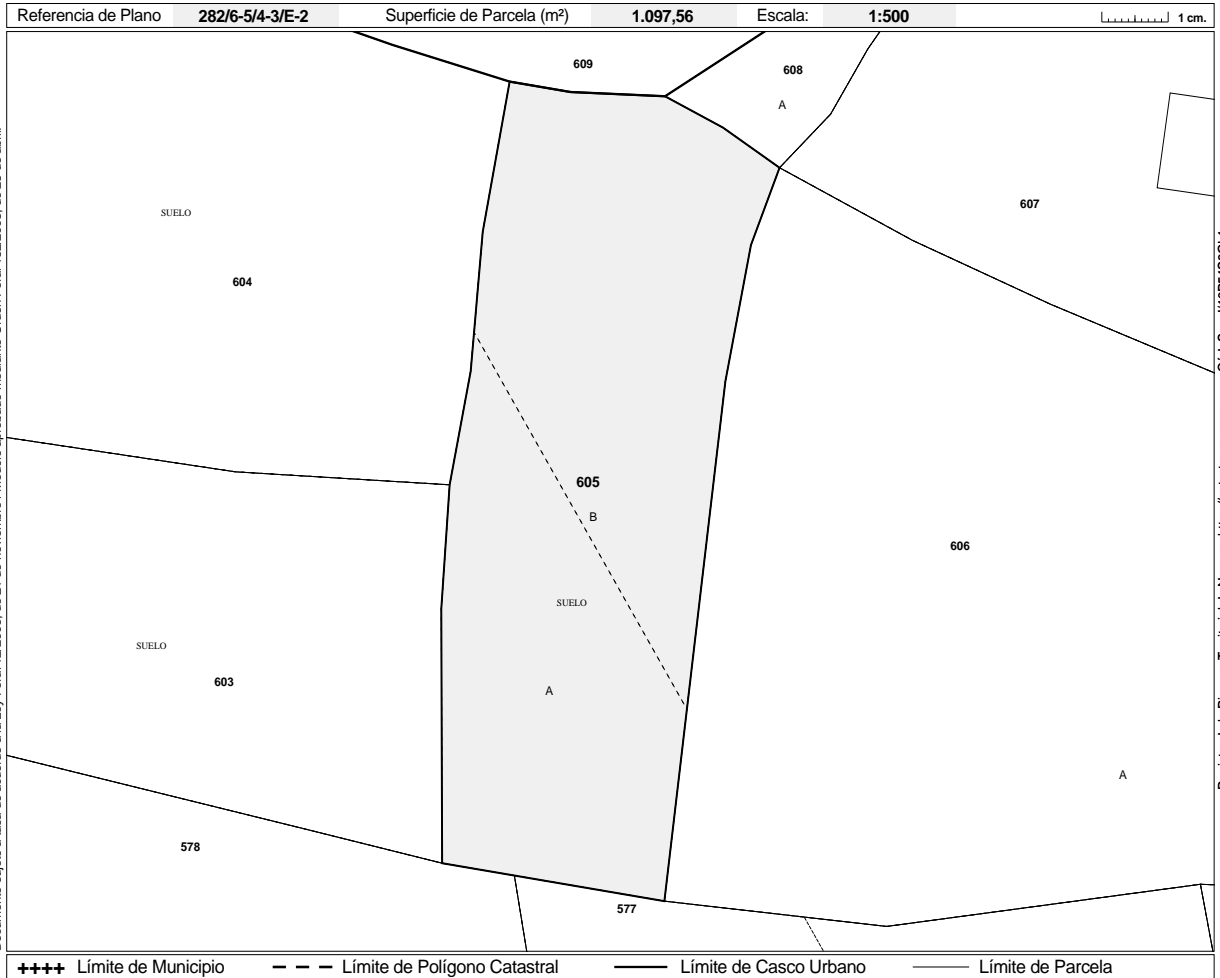 Referencia de Plano 282/6-5/4-3/E-2 Superficie de Parcela (m²) 1.097,56 Escala: 1:500 1 cm.
609
608
A
607
SUELO
604
605
B
606
SUELO
SUELO
603
A
A
578
577
++++ Límite de Municipio – – – Límite de Polígono Catastral —— Límite de Casco Urbano —— Límite de Parcela